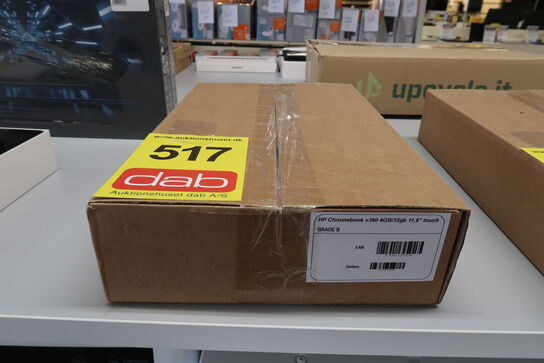 www.auktionshuset.dk
517
dab
Auktionshuset dab A/S
HP Chromebook x360 4GB/32gb 11,6" touch
GRADE B
EAN:
Serienr.
upcycle it